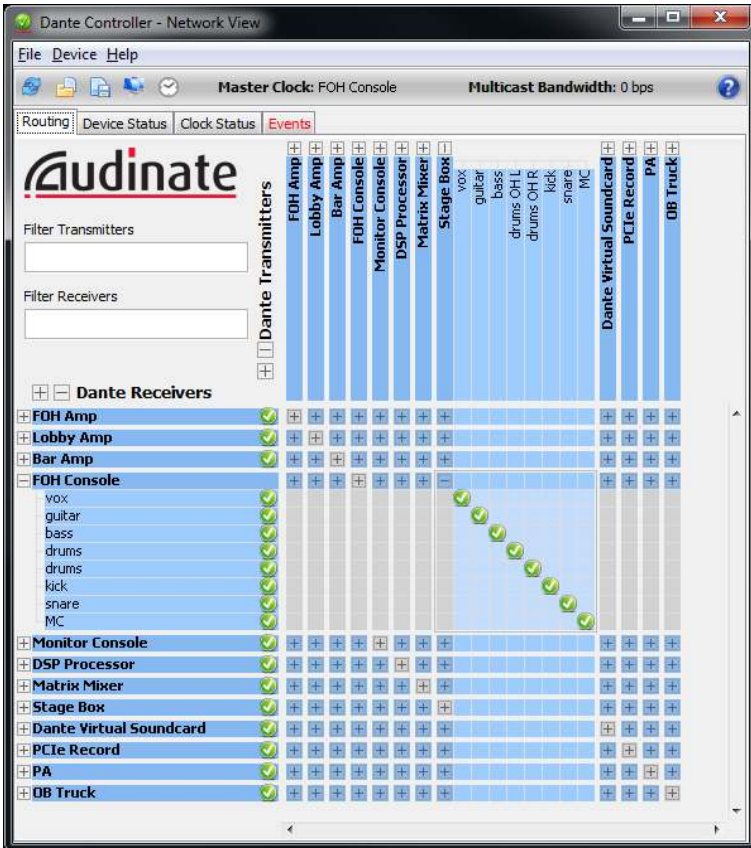 Dante Controller - Network View
File Device Help
Master Clock: FOH Console Multicast Bandwidth: 0 bps
Routing Device Status Clock Status Events
Audinate
Filter Transmitters
Filter Receivers
Dante Transmitters
FOH Amp
Lobby Amp
Bar Amp
FOH Console
Monitor Console
DSP Processor
Matrix Mixer
Stage Box
vox
guitar
bass
drums OH L
drums OH R
kick
snare
MC
Dante Virtual Soundcard
PCIe Record
PA
OB Truck
Dante Receivers
FOH Amp
Lobby Amp
Bar Amp
FOH Console
vox
guitar
bass
drums
drums
kick
snare
MC
Monitor Console
DSP Processor
Matrix Mixer
Stage Box
Dante Virtual Soundcard
PCIe Record
PA
OB Truck